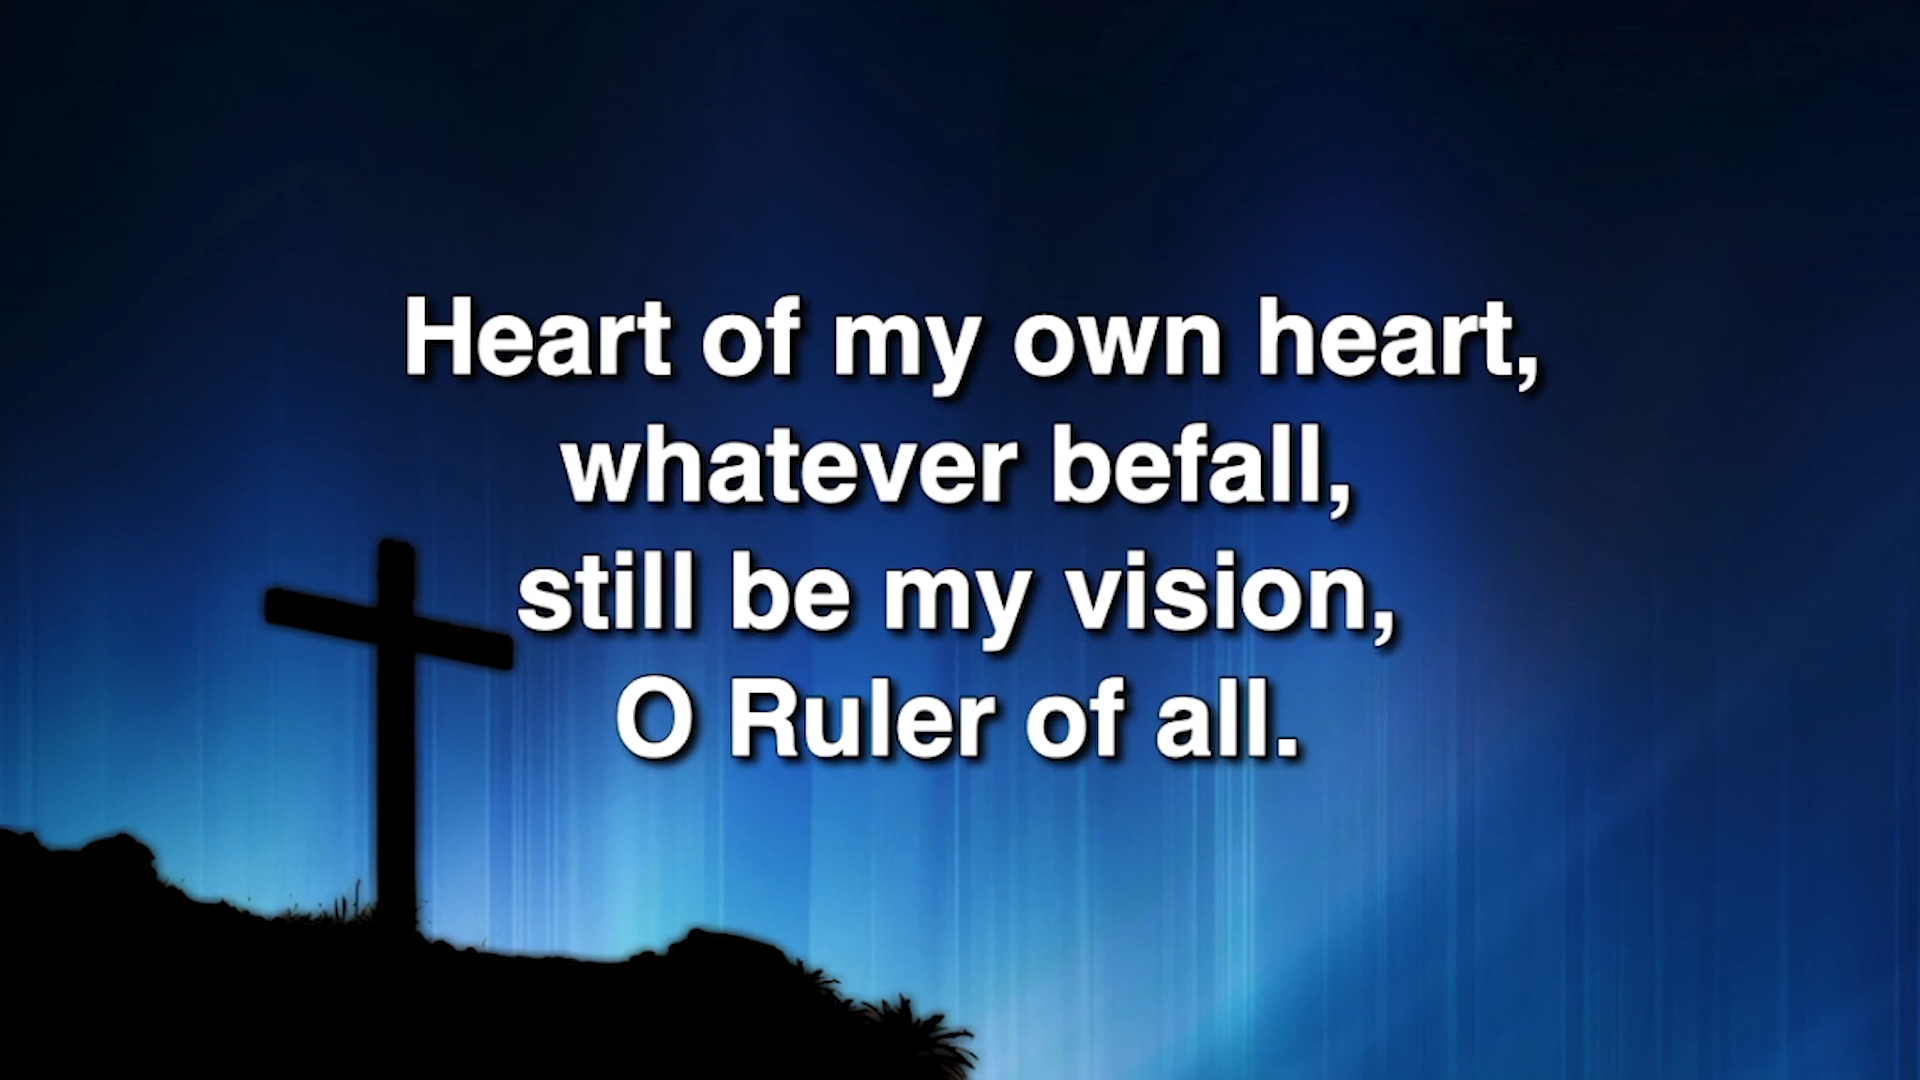 Heart of my own heart,
whatever befall,
still be my vision,
O Ruler of all.